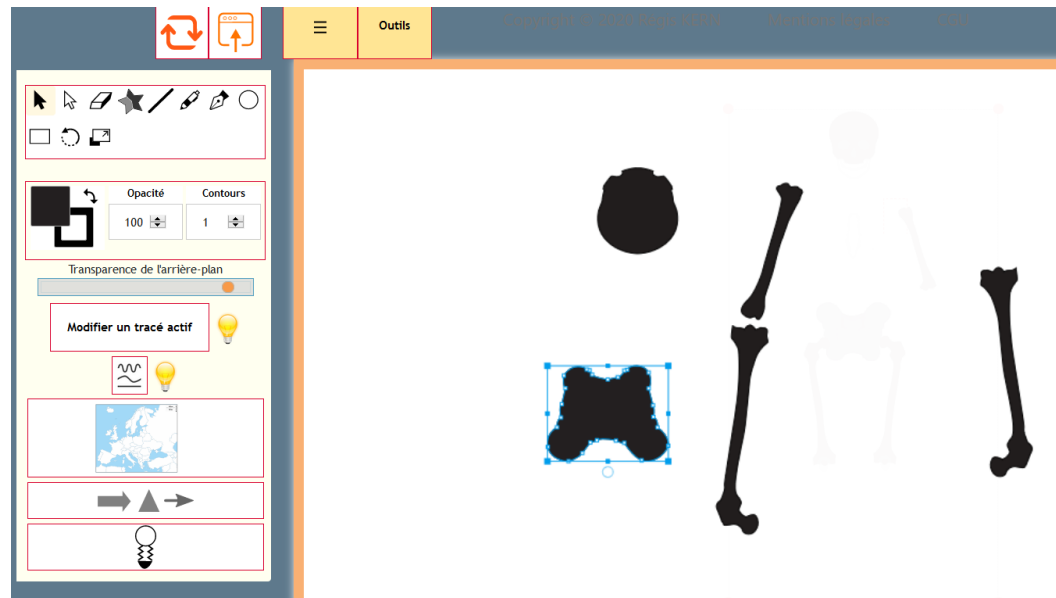 ☰
Outils
Opacité
Contours
100
1
Transparence de l'arrière-plan
Modifier un tracé actif